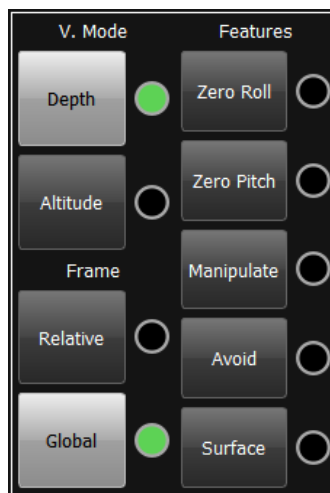 V. Mode
Depth
Altitude
Frame
Relative
Global
Features
Zero Roll
Zero Pitch
Manipulate
Avoid
Surface